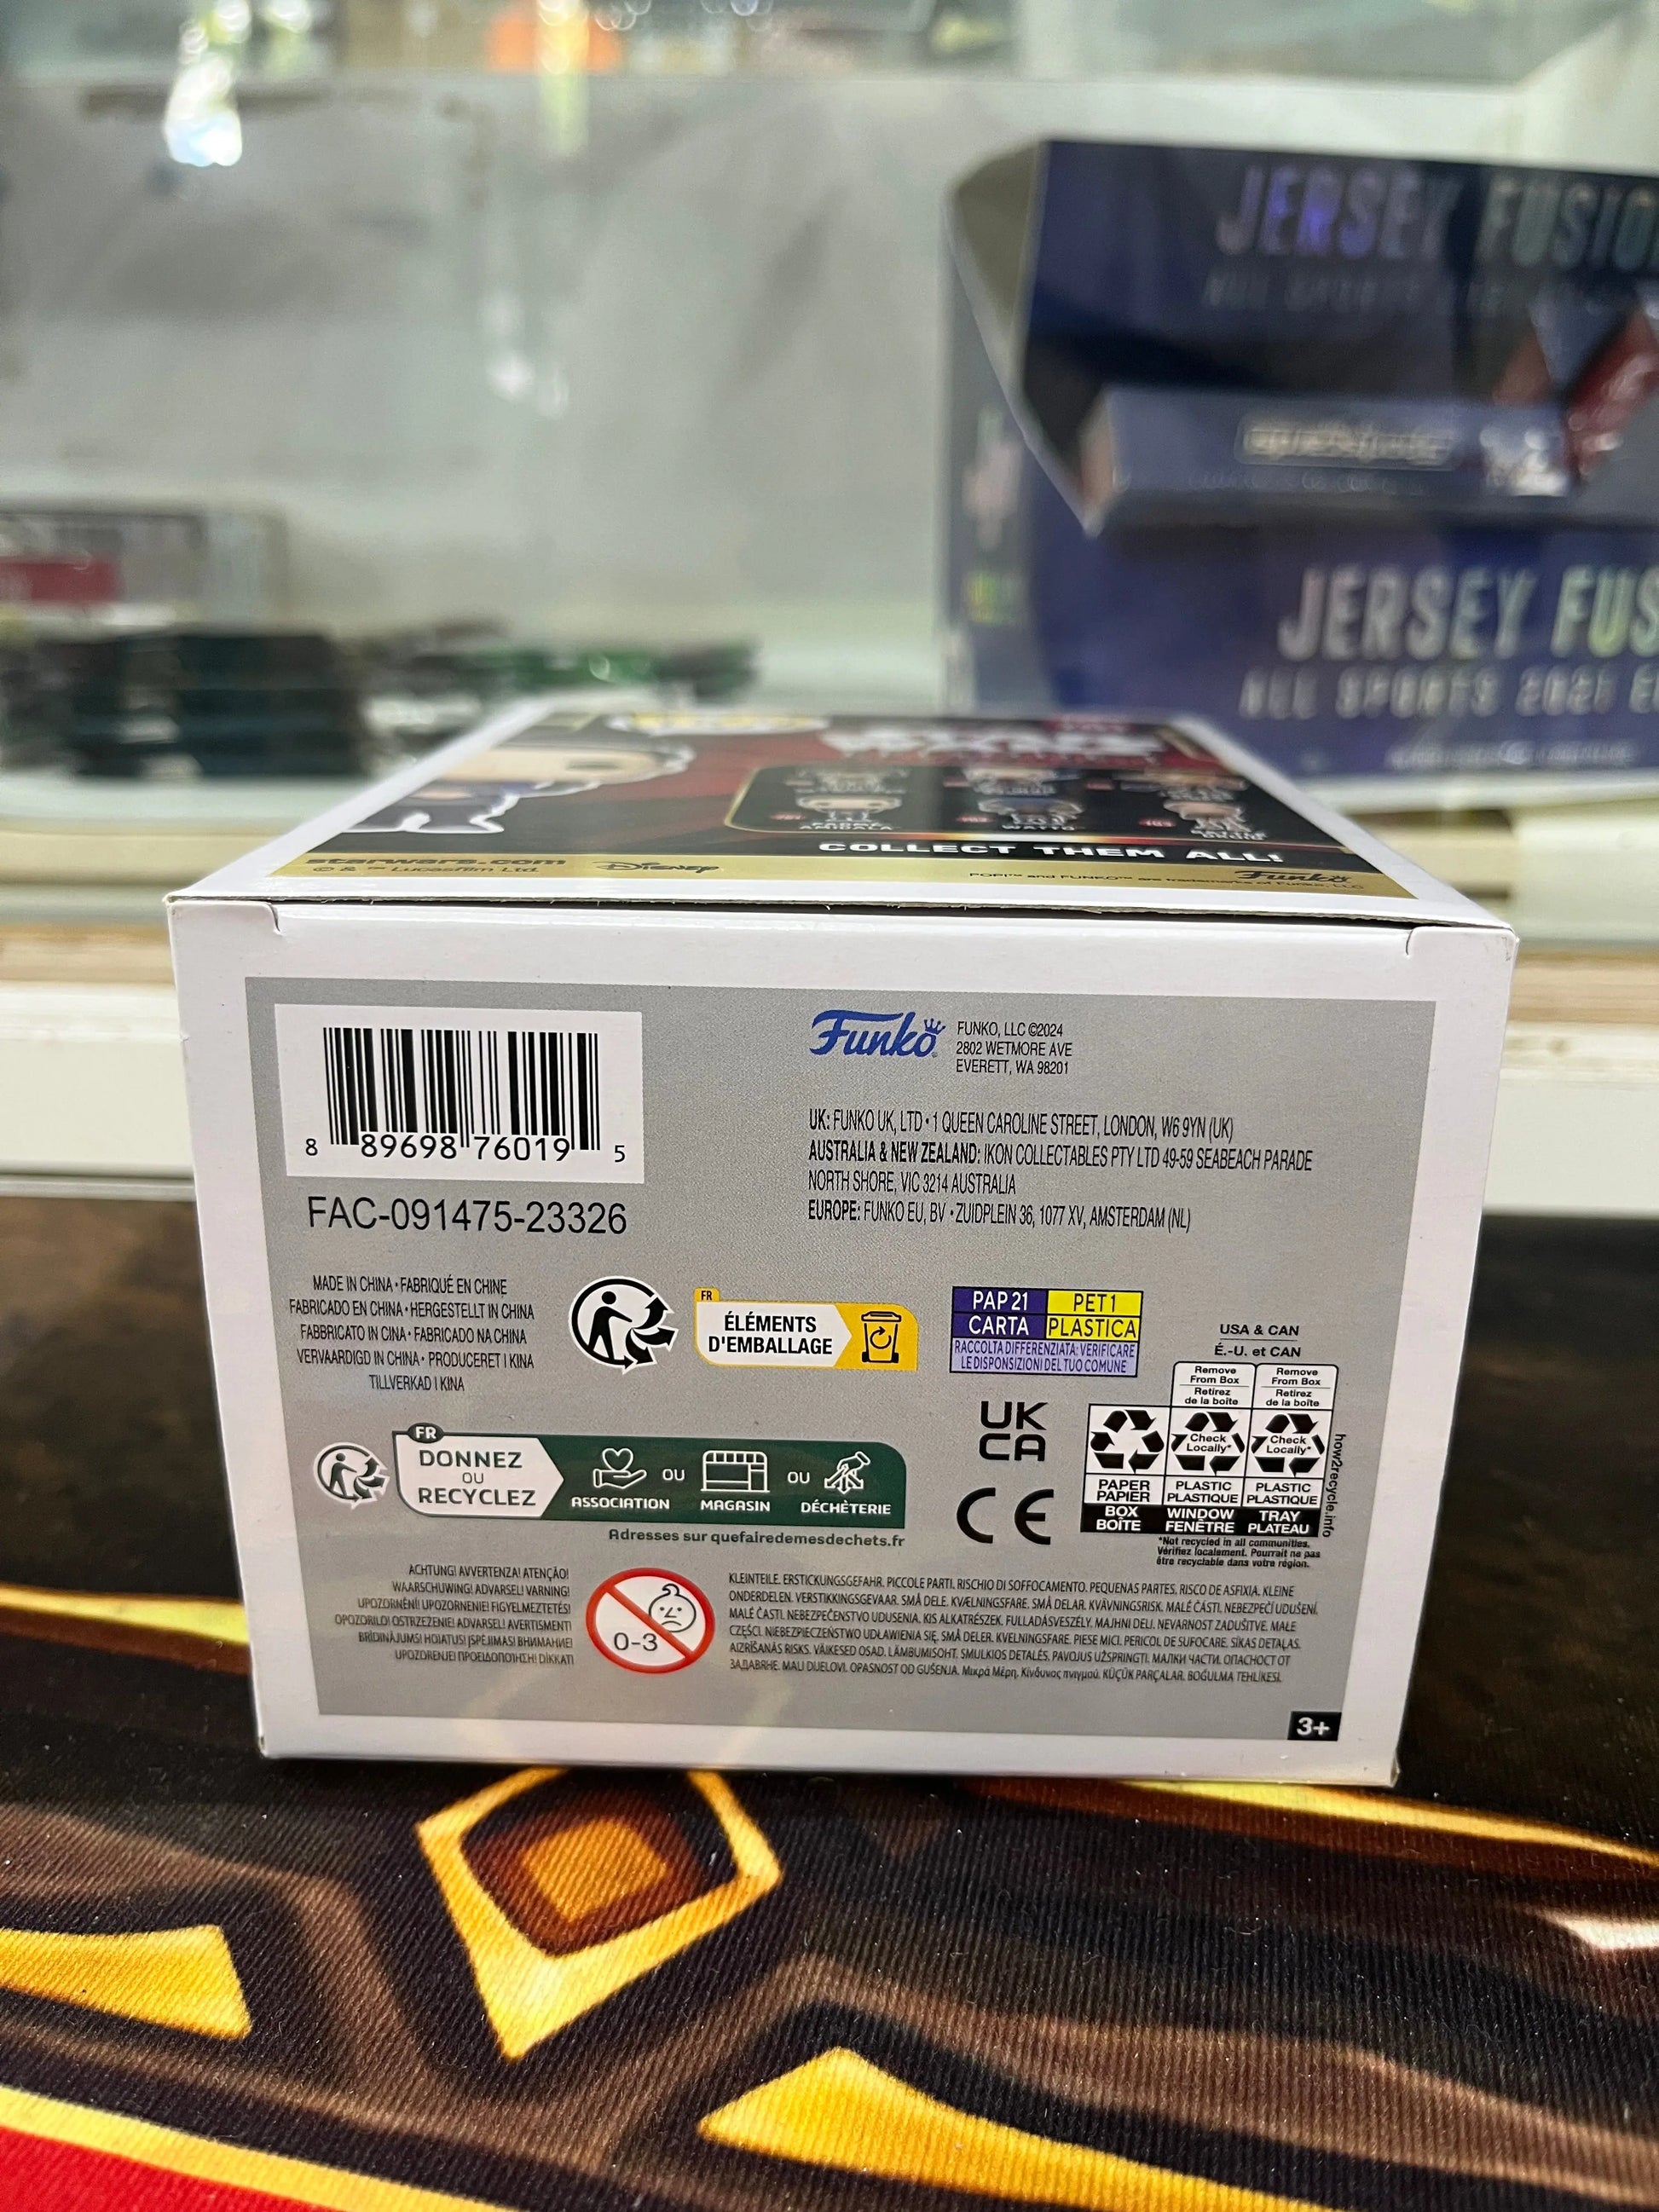 JERSEY FUSIO
JERSEY FUS
ALL SPORTS 2021 E
STAR WARS
AMIDALA
WATTO
COLLECT THEM ALL!
starwars.com
© & ™ Lucasfilm Ltd.
Disney
POP!™ and FUNKO™ are trademarks of Funko, LLC
Funko
8 89698 76019 5
FAC-091475-23326
Funko
FUNKO, LLC ©2024
2802 WETMORE AVE
EVERETT, WA 98201
UK: FUNKO UK, LTD • 1 QUEEN CAROLINE STREET, LONDON, W6 9YN (UK)
AUSTRALIA & NEW ZEALAND: IKON COLLECTABLES PTY LTD 49-59 SEABEACH PARADE
NORTH SHORE, VIC 3214 AUSTRALIA
EUROPE: FUNKO EU, BV • ZUIDPLEIN 36, 1077 XV, AMSTERDAM (NL)
MADE IN CHINA • FABRIQUÉ EN CHINE
FABRICADO EN CHINA • HERGESTELLT IN CHINA
FABBRICATO IN CINA • FABRICADO NA CHINA
VERVAARDIGD IN CHINA • PRODUCERET I KINA
TILLVERKAD I KINA
FR
ÉLÉMENTS
D'EMBALLAGE
PAP 21 PET 1
CARTA PLASTICA
RACCOLTA DIFFERENZIATA: VERIFICARE
LE DISPONSIZIONI DEL TUO COMUNE
USA & CAN
É.-U. et CAN
Remove
From Box
Retirez
de la boîte
Remove
From Box
Retirez
de la boîte
Check
Locally*
Check
Locally*
PAPER
PAPIER
PLASTIC
PLASTIQUE
PLASTIC
PLASTIQUE
BOX
BOÎTE
WINDOW
FENÊTRE
TRAY
PLATEAU
how2recycle.info
*Not recycled in all communities.
Vérifiez localement. Pourrait ne pas
être recyclable dans votre région.
UK
CA
CE
FR
DONNEZ
OU
RECYCLEZ
ASSOCIATION
OU
MAGASIN
OU
DÉCHÈTERIE
Adresses sur quefairedemesdechets.fr
ACHTUNG! AVVERTENZA! ATENÇÃO!
WAARSCHUWING! ADVARSEL! VARNING!
UPOZORNĚNÍ! UPOZORNENIE! FIGYELMEZTETÉS!
OPOZORILO! OSTRZEŻENIE! ADVARSEL! AVERTISMENT!
BRĪDINĀJUMS! HOIATUS! ĮSPĖJIMAS! ВНИМАНИЕ!
UPOZORENJE! ΠΡΟΕΙΔΟΠΟΙΗΣΗ! DİKKAT!
0-3
KLEINTEILE. ERSTICKUNGSGEFAHR. PICCOLE PARTI. RISCHIO DI SOFFOCAMENTO. PEQUENAS PARTES. RISCO DE ASFIXIA. KLEINE
ONDERDELEN. VERSTIKKINGSGEVAAR. SMÅ DELE. KVÆLNINGSFARE. SMÅ DELAR. KVÄVNINGSRISK. MALÉ ČÁSTI. NEBEZPEČÍ UDUŠENÍ.
MALÉ ČASTI. NEBEZPEČENSTVO UDUSENIA. KIS ALKATRÉSZEK. FULLADÁSVESZÉLY. MAJHNI DELI. NEVARNOST ZADUŠITVE. MAŁE
CZĘŚCI. NIEBEZPIECZEŃSTWO UDŁAWIENIA SIĘ. SMÅ DELER. KVELNINGSFARE. PIESE MICI. PERICOL DE SUFOCARE. SĪKAS DETAĻAS.
AIZRĪŠANĀS RISKS. VÄIKESED OSAD. LÄMBUMISOHT. SMULKIOS DETALĖS. PAVOJUS UŽSPRINGTI. МАЛКИ ЧАСТИ. ОПАСНОСТ ОТ
ЗАДАВЯНЕ. MALI DIJELOVI. OPASNOST OD GUŠENJA. Μικρά Μέρη. Κίνδυνος πνιγμού. KÜÇÜK PARÇALAR. BOĞULMA TEHLİKESİ.
3+